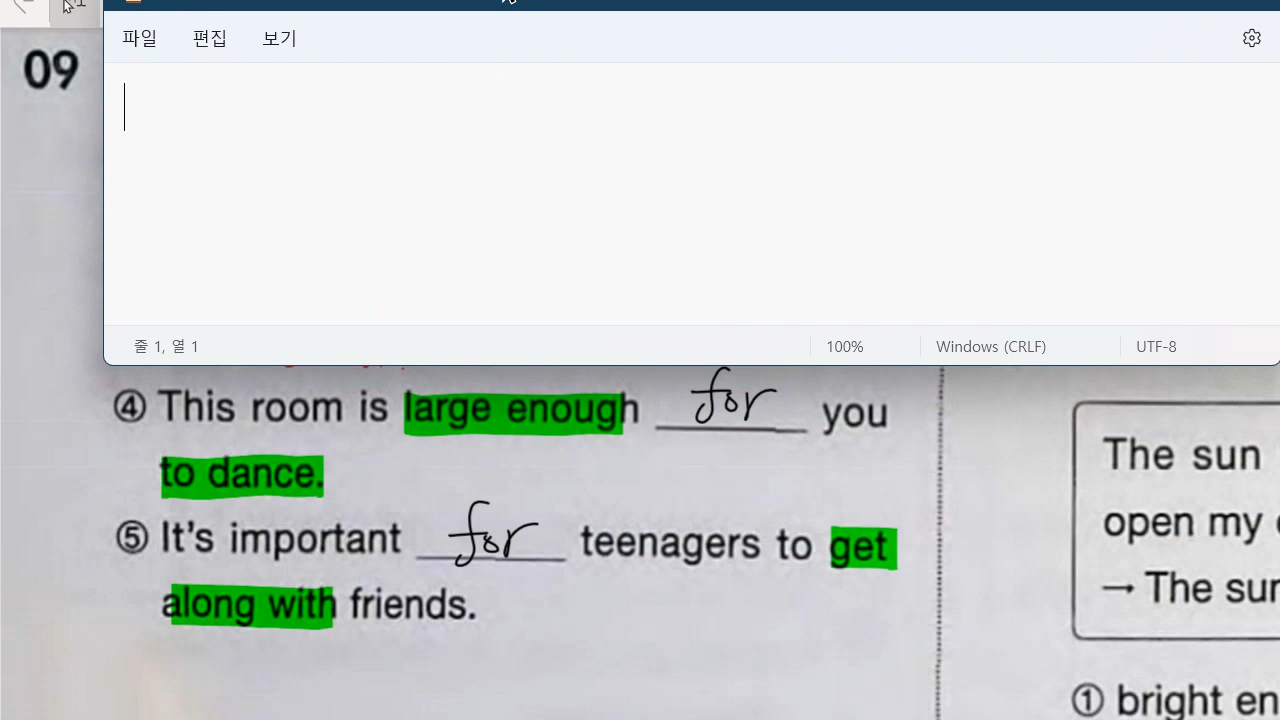 파일 편집 보기
09
줄 1, 열 1 100% Windows (CRLF) UTF-8
④ This room is large enough for you
to dance.
⑤ It's important for teenagers to get
along with friends.
The sun
open my
→ The sun
① bright en